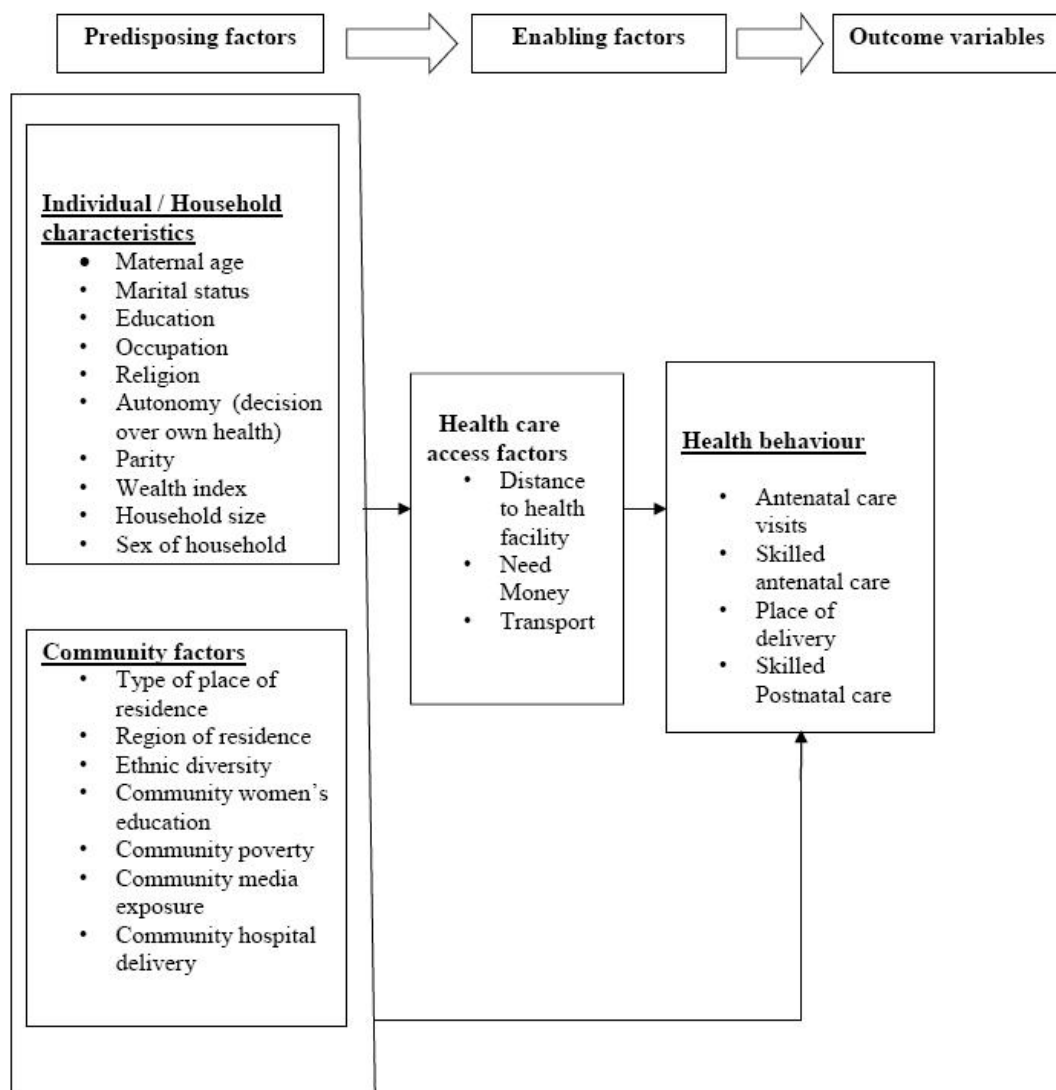 Predisposing factors
Enabling factors
Outcome variables
Individual / Household
characteristics
• Maternal age
• Marital status
• Education
• Occupation
• Religion
• Autonomy (decision
over own health)
• Parity
• Wealth index
• Household size
• Sex of household
Community factors
• Type of place of
residence
• Region of residence
• Ethnic diversity
• Community women's
education
• Community poverty
• Community media
exposure
• Community hospital
delivery
Health care
access factors
• Distance
to health
facility
• Need
Money
• Transport
Health behaviour
• Antenatal care
visits
• Skilled
antenatal care
• Place of
delivery
• Skilled
Postnatal care